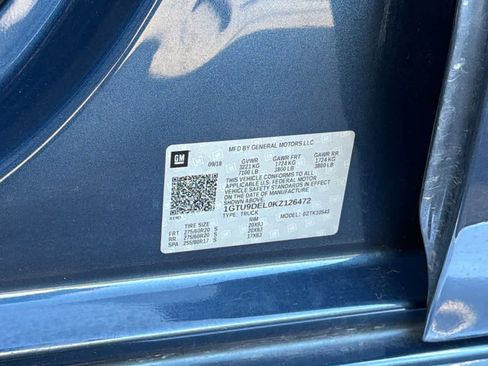 MFD BY GENERAL MOTORS LLC
GM 09/18 GVWR GAWR FRT GAWR RR
3221 KG 1724 KG 1724 KG
7100 LB 3800 LB 3800 LB
THIS VEHICLE CONFORMS TO ALL
APPLICABLE U.S. FEDERAL MOTOR
VEHICLE SAFETY STANDARDS IN EFFECT
ON THE DATE OF MANUFACTURE SHOWN ABOVE.
1GTU9DEL0KZ126472
TYPE: TRUCK MODEL:
TIRE SIZE RIM
FRT 275/60R20 S 20X9J
RR 275/60R20 S 20X9J
SPA 255/80R17 S 17X8J